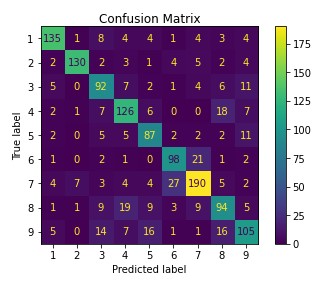 Confusion Matrix
1 135 1 8 4 4 1 4 3 4
2 2 130 2 3 1 4 5 2 4
3 5 0 92 7 2 1 4 6 11
4 2 1 7 126 6 0 0 18 7
5 2 0 5 5 87 2 2 2 11
6 1 0 2 1 0 98 21 1 2
7 4 7 3 4 4 27 190 5 2
8 1 1 9 19 9 3 9 94 5
9 5 0 14 7 16 1 1 16 105
1 2 3 4 5 6 7 8 9
Predicted label
True label
175
150
125
100
75
50
25
0